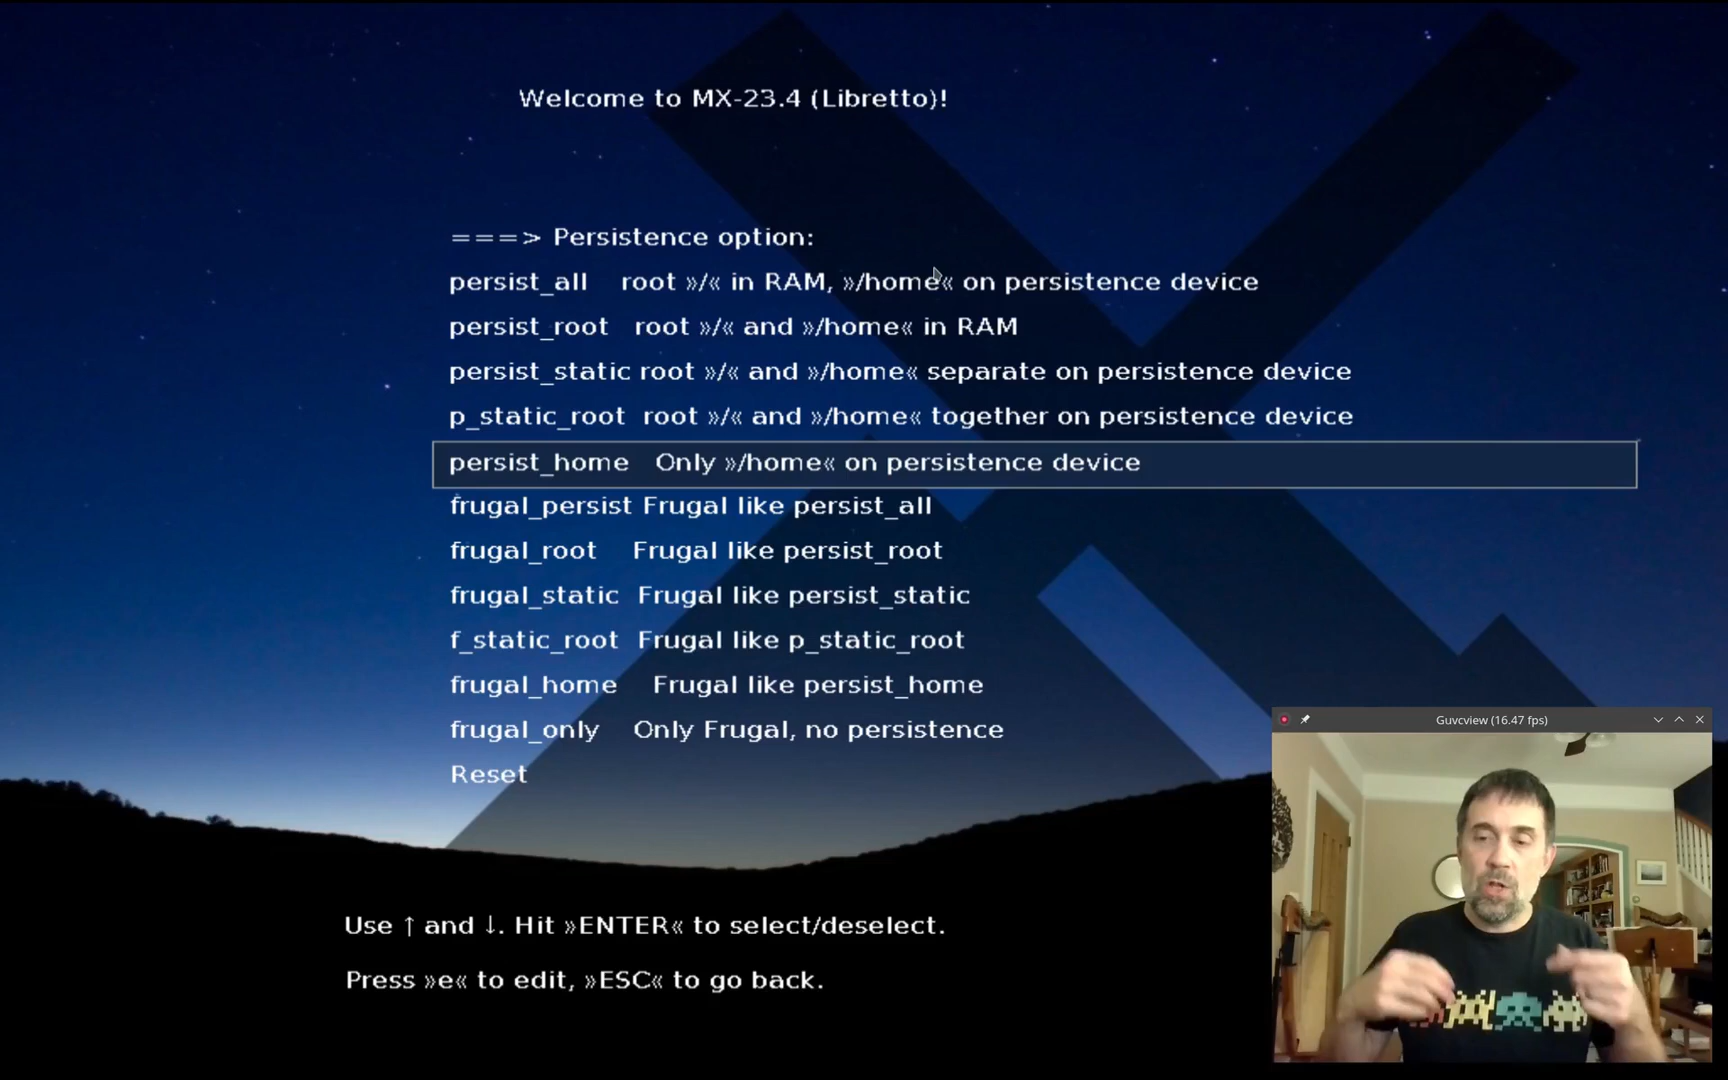 Welcome to MX-23.4 (Libretto)!
===> Persistence option:
persist_all root »/« in RAM, »/home« on persistence device
persist_root root »/« and »/home« in RAM
persist_static root »/« and »/home« separate on persistence device
p_static_root root »/« and »/home« together on persistence device
persist_home Only »/home« on persistence device
frugal_persist Frugal like persist_all
frugal_root Frugal like persist_root
frugal_static Frugal like persist_static
f_static_root Frugal like p_static_root
frugal_home Frugal like persist_home
frugal_only Only Frugal, no persistence
Reset
Use ↑ and ↓. Hit »ENTER« to select/deselect.
Press »e« to edit, »ESC« to go back.
Guvcview (16.47 fps)